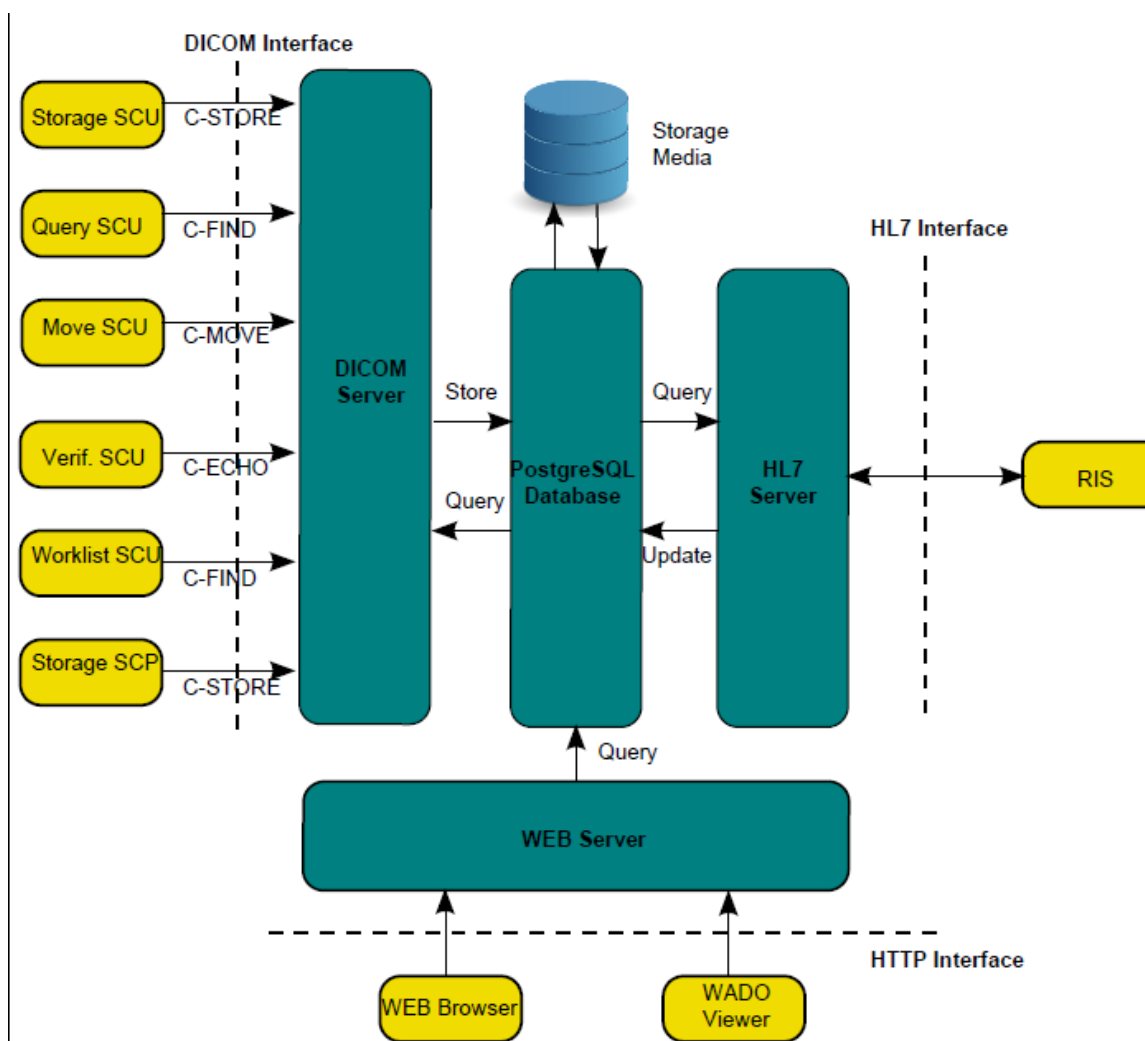 DICOM Interface
Storage SCU
C-STORE
Storage
Media
Query SCU
C-FIND
HL7 Interface
Move SCU
C-MOVE
DICOM
Server
Store
Query
Verif. SCU
C-ECHO
PostgreSQL
Database
HL7
Server
RIS
Query
Update
Worklist SCU
C-FIND
Storage SCP
C-STORE
Query
WEB Server
HTTP Interface
WEB Browser
WADO
Viewer